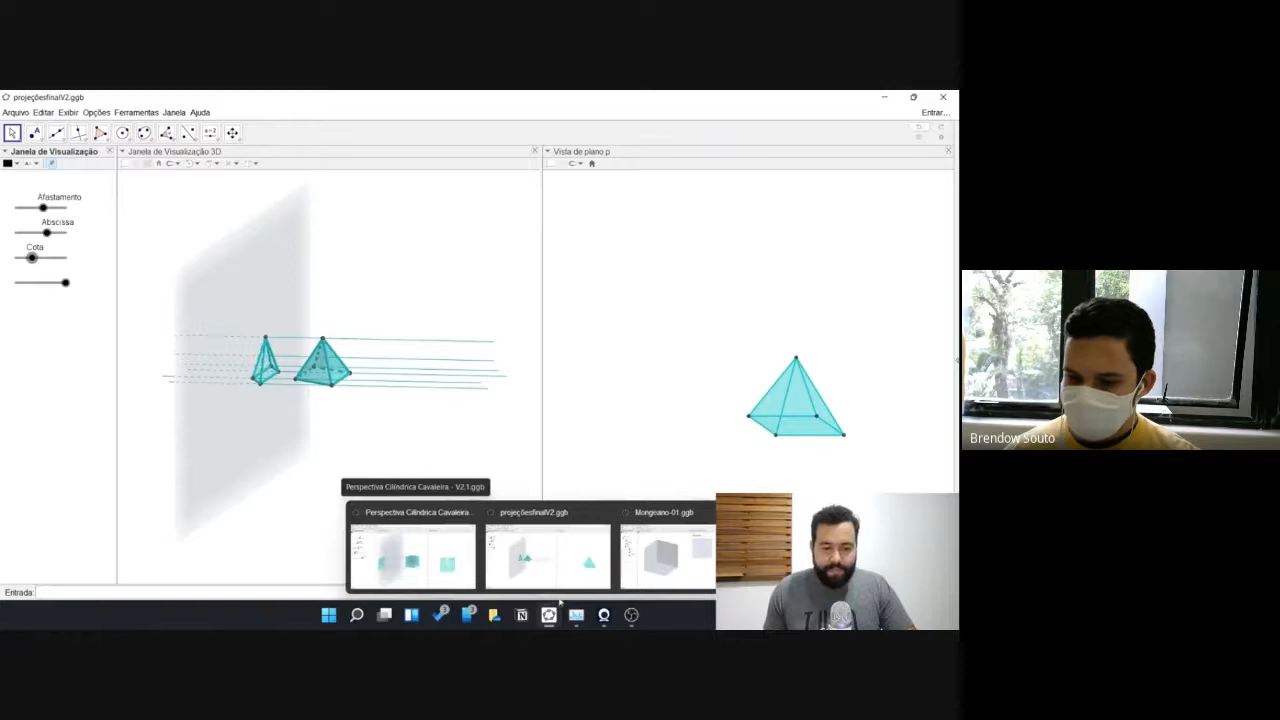 projeçõesfinalV2.ggb
Arquivo Editar Exibir Opções Ferramentas Janela Ajuda
Entrar...
Janela de Visualização
Janela de Visualização 3D
Vista de plano p
Afastamento
Abscissa
Cota
Perspectiva Cilíndrica Cavaleira - V2.1.ggb
Perspectiva Cilíndrica Cavaleira...
projeçõesfinalV2.ggb
Mongeano-01.ggb
Entrada:
Brendow Souto